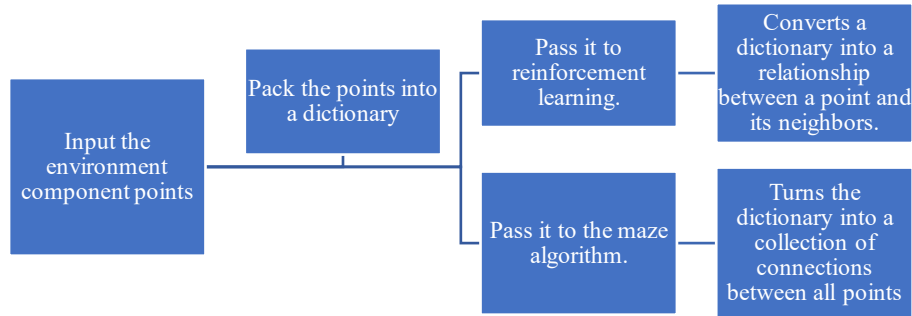 Input the
environment
component points
Pack the points into
a dictionary
Pass it to
reinforcement
learning.
Converts a
dictionary into a
relationship
between a point and
its neighbors.
Pass it to the maze
algorithm.
Turns the
dictionary into a
collection of
connections
between all points